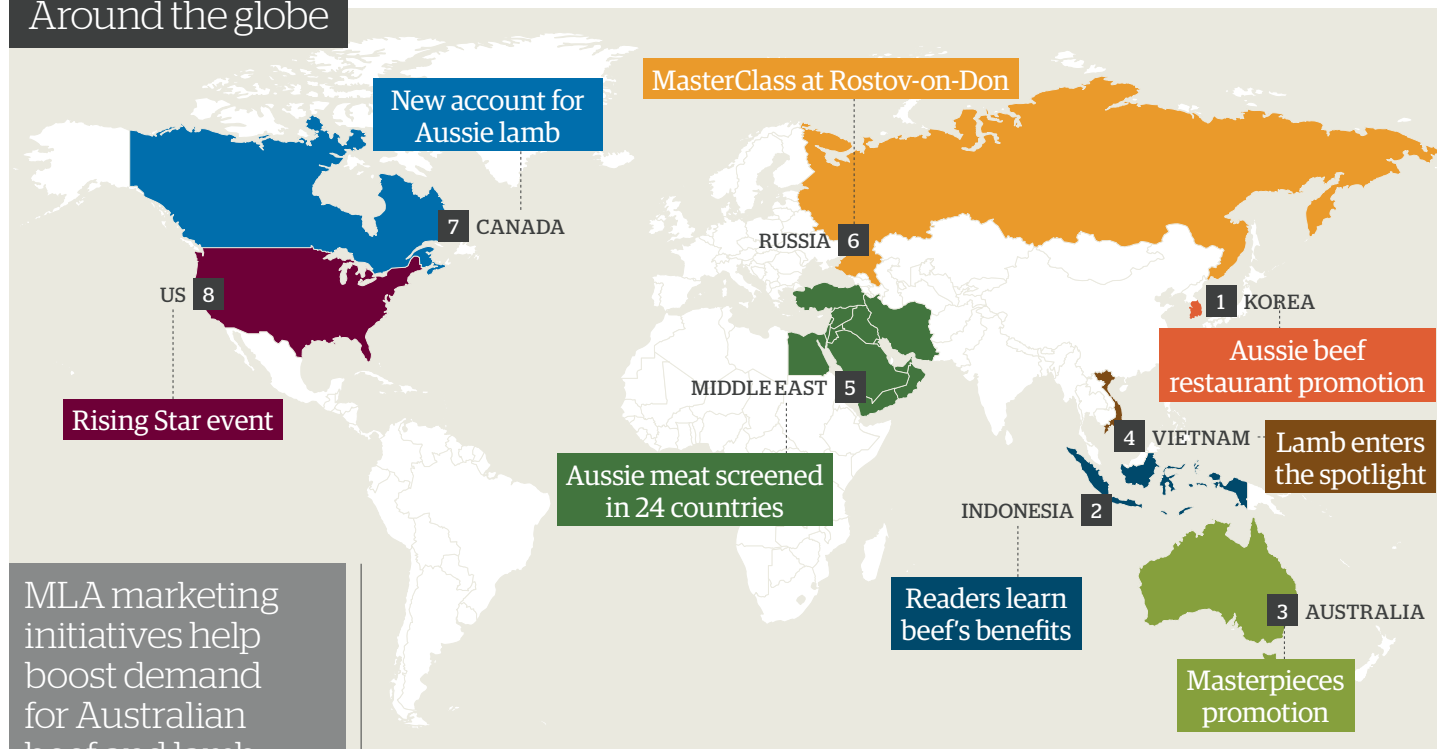 Around the globe
New account for
Aussie lamb
MasterClass at Rostov-on-Don
7 CANADA
RUSSIA 6
US 8
1 KOREA
Aussie beef
restaurant promotion
MIDDLE EAST 5
Rising Star event
4 VIETNAM
Lamb enters
the spotlight
Aussie meat screened
in 24 countries
INDONESIA 2
Readers learn
beef's benefits
3 AUSTRALIA
Masterpieces
promotion
MLA marketing
initiatives help
boost demand
for Australian
beef and lamb